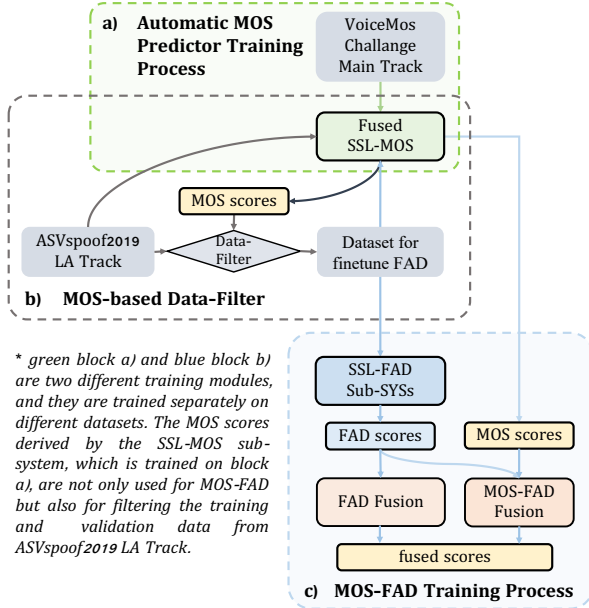 a) Automatic MOS
Predictor Training
Process
VoiceMos
Challange
Main Track
Fused
SSL-MOS
MOS scores
ASVspoof2019
LA Track
Data-
Filter
Dataset for
finetune FAD
b) MOS-based Data-Filter
* green block a) and blue block b)
are two different training modules,
and they are trained separately on
different datasets. The MOS scores
derived by the SSL-MOS sub-
system, which is trained on block
a), are not only used for MOS-FAD
but also for filtering the training
and validation data from
ASVspoof2019 LA Track.
SSL-FAD
Sub-SYSs
FAD scores
MOS scores
FAD Fusion
MOS-FAD
Fusion
fused scores
c) MOS-FAD Training Process